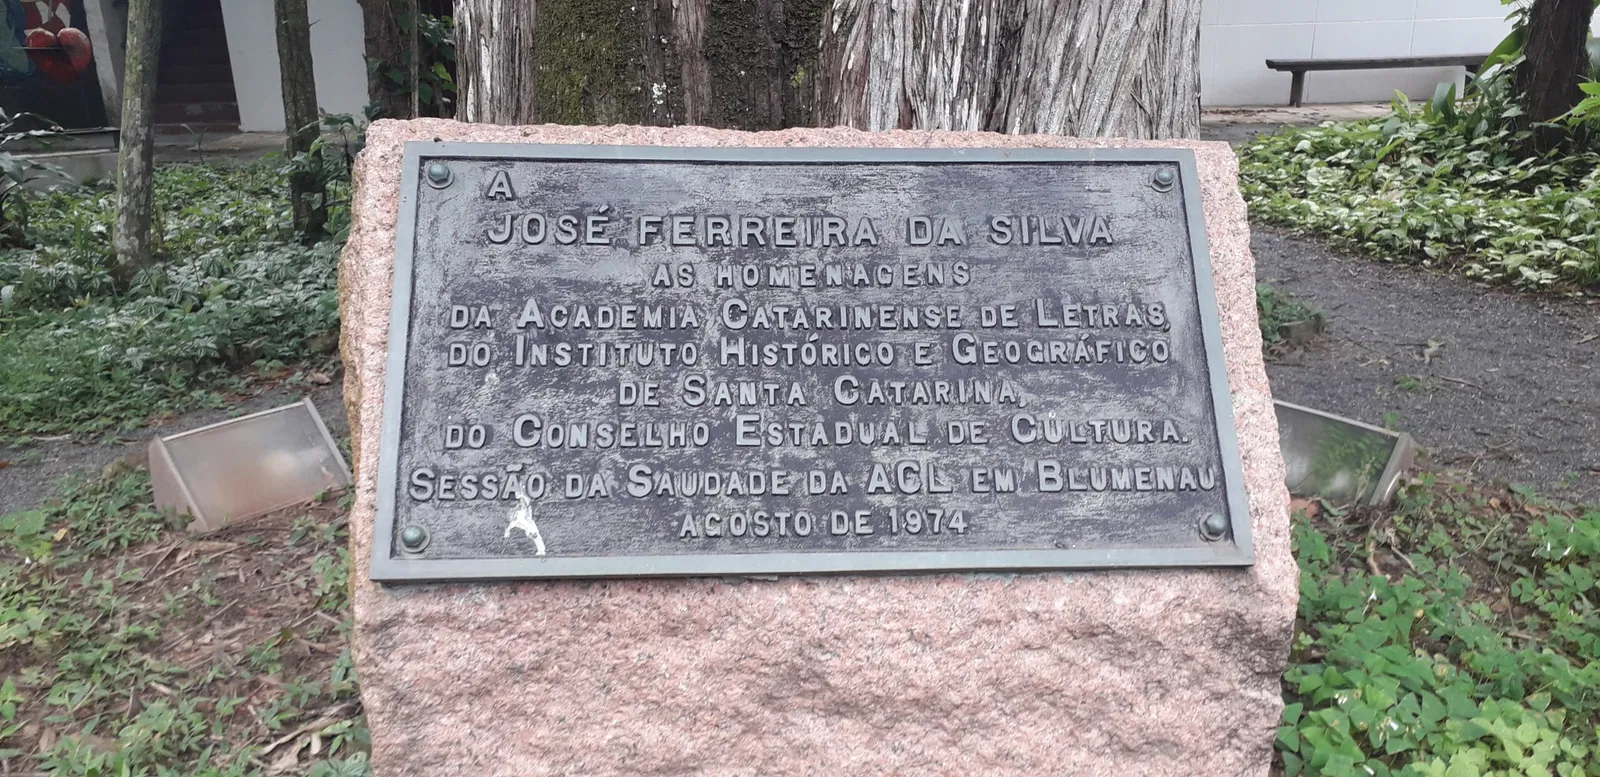 A
JOSÉ FERREIRA DA SILVA
AS HOMENAGENS
DA ACADEMIA CATARINENSE DE LETRAS,
DO INSTITUTO HISTÓRICO E GEOGRÁFICO
DE SANTA CATARINA,
DO CONSELHO ESTADUAL DE CULTURA.
SESSÃO DA SAUDADE DA ACL EM BLUMENAU
AGOSTO DE 1974